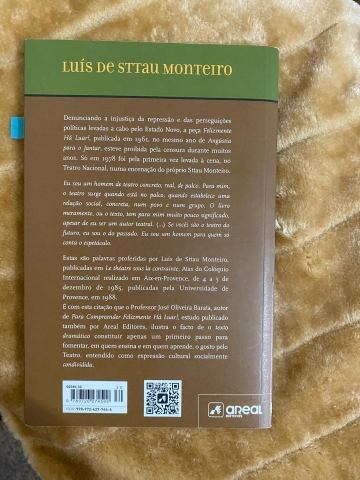 Luís de Sttau Monteiro
Denunciando a injustiça da repressão e das perseguições
políticas levadas a cabo pelo Estado Novo, a peça Felizmente
Há Luar!, publicada em 1961, no mesmo ano de Angústia
para o Jantar, esteve proibida pela censura durante muitos
anos. Só em 1978 foi pela primeira vez levada à cena, no
Teatro Nacional, numa encenação do próprio Sttau Monteiro.
Eu sou um homem de teatro concreto, real, de palco. Para mim,
o teatro surge quando está no palco, quando estabelece uma
relação social, concreta, num povo e num grupo. O livro
meramente, ou o texto, tem para mim muito pouco significado,
apesar de eu ser um autor teatral. (...) Se vocês são o teatro do
futuro, eu sou o do passado. Eu sou um homem para quem só
conta o espetáculo.
Estas são palavras proferidas por Luís de Sttau Monteiro,
publicadas em Le théatre sous la contrainte, Atas do Colóquio
Internacional realizado em Aix-en-Provence, de 4 a 5 de
dezembro de 1985, publicadas pela Universidade de
Provence, em 1988.
É com esta citação que o Professor José Oliveira Barata, autor
de Para Compreender Felizmente Há Luar!, estudo publicado
também por Areal Editores, ilustra o facto de o texto
dramático constituir apenas um primeiro passo para
fomentar, em quem ensina e em quem aprende, o gosto pelo
Teatro, entendido como expressão cultural socialmente
condividida.
areal
EDITORES